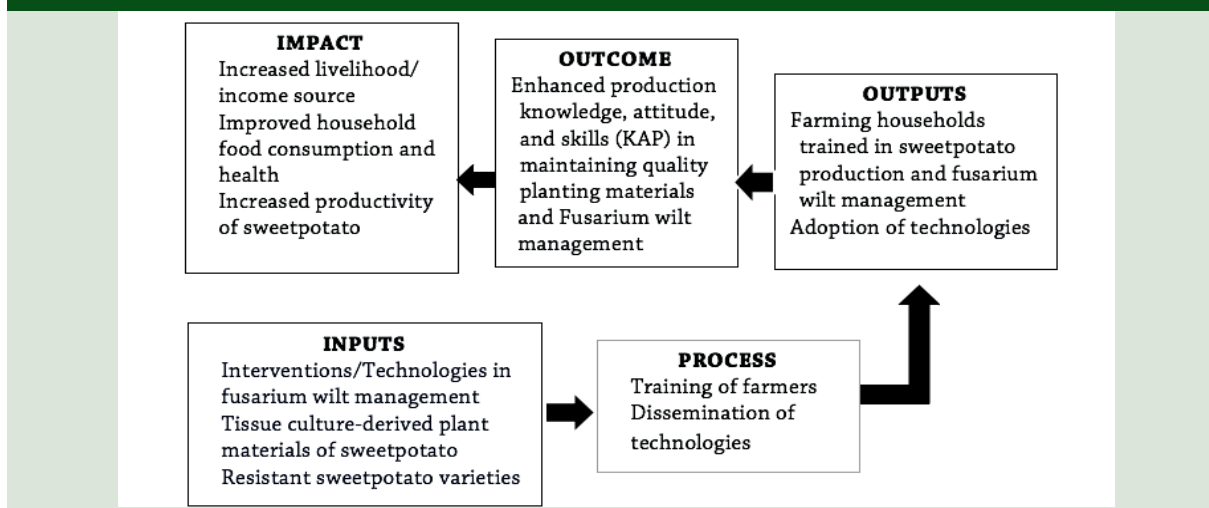 IMPACT
Increased livelihood/
income source
Improved household
food consumption and
health
Increased productivity
of sweetpotato
OUTCOME
Enhanced production
knowledge, attitude,
and skills (KAP) in
maintaining quality
planting materials
and Fusarium wilt
management
OUTPUTS
Farming households
trained in sweetpotato
production and fusarium
wilt management
Adoption of technologies
INPUTS
Interventions/Technologies in
fusarium wilt management
Tissue culture-derived plant
materials of sweetpotato
Resistant sweetpotato varieties
PROCESS
Training of farmers
Dissemination of
technologies